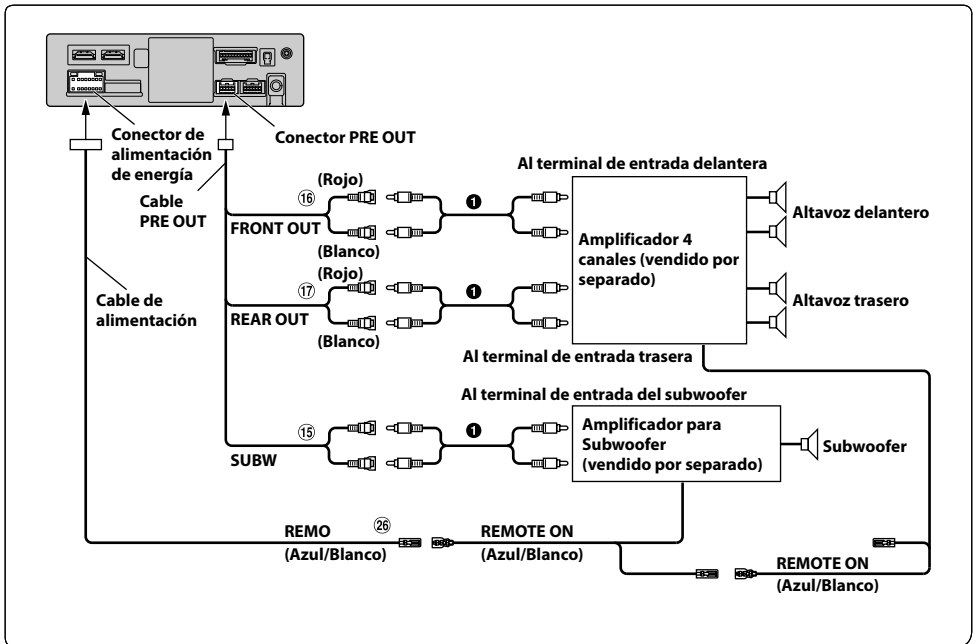 Conector de
alimentación
de energía
Conector PRE OUT
Cable
PRE OUT
Cable de
alimentación
Al terminal de entrada delantera
(Rojo)
⑯
❶
FRONT OUT
(Blanco)
Amplificador 4
canales (vendido por
separado)
Altavoz delantero
(Rojo)
⑰
❶
REAR OUT
(Blanco)
Altavoz trasero
Al terminal de entrada trasera
Al terminal de entrada del subwoofer
⑮
❶
SUBW
Amplificador para
Subwoofer
(vendido por separado)
Subwoofer
REMO
㉖
(Azul/Blanco)
REMOTE ON
(Azul/Blanco)
REMOTE ON
(Azul/Blanco)